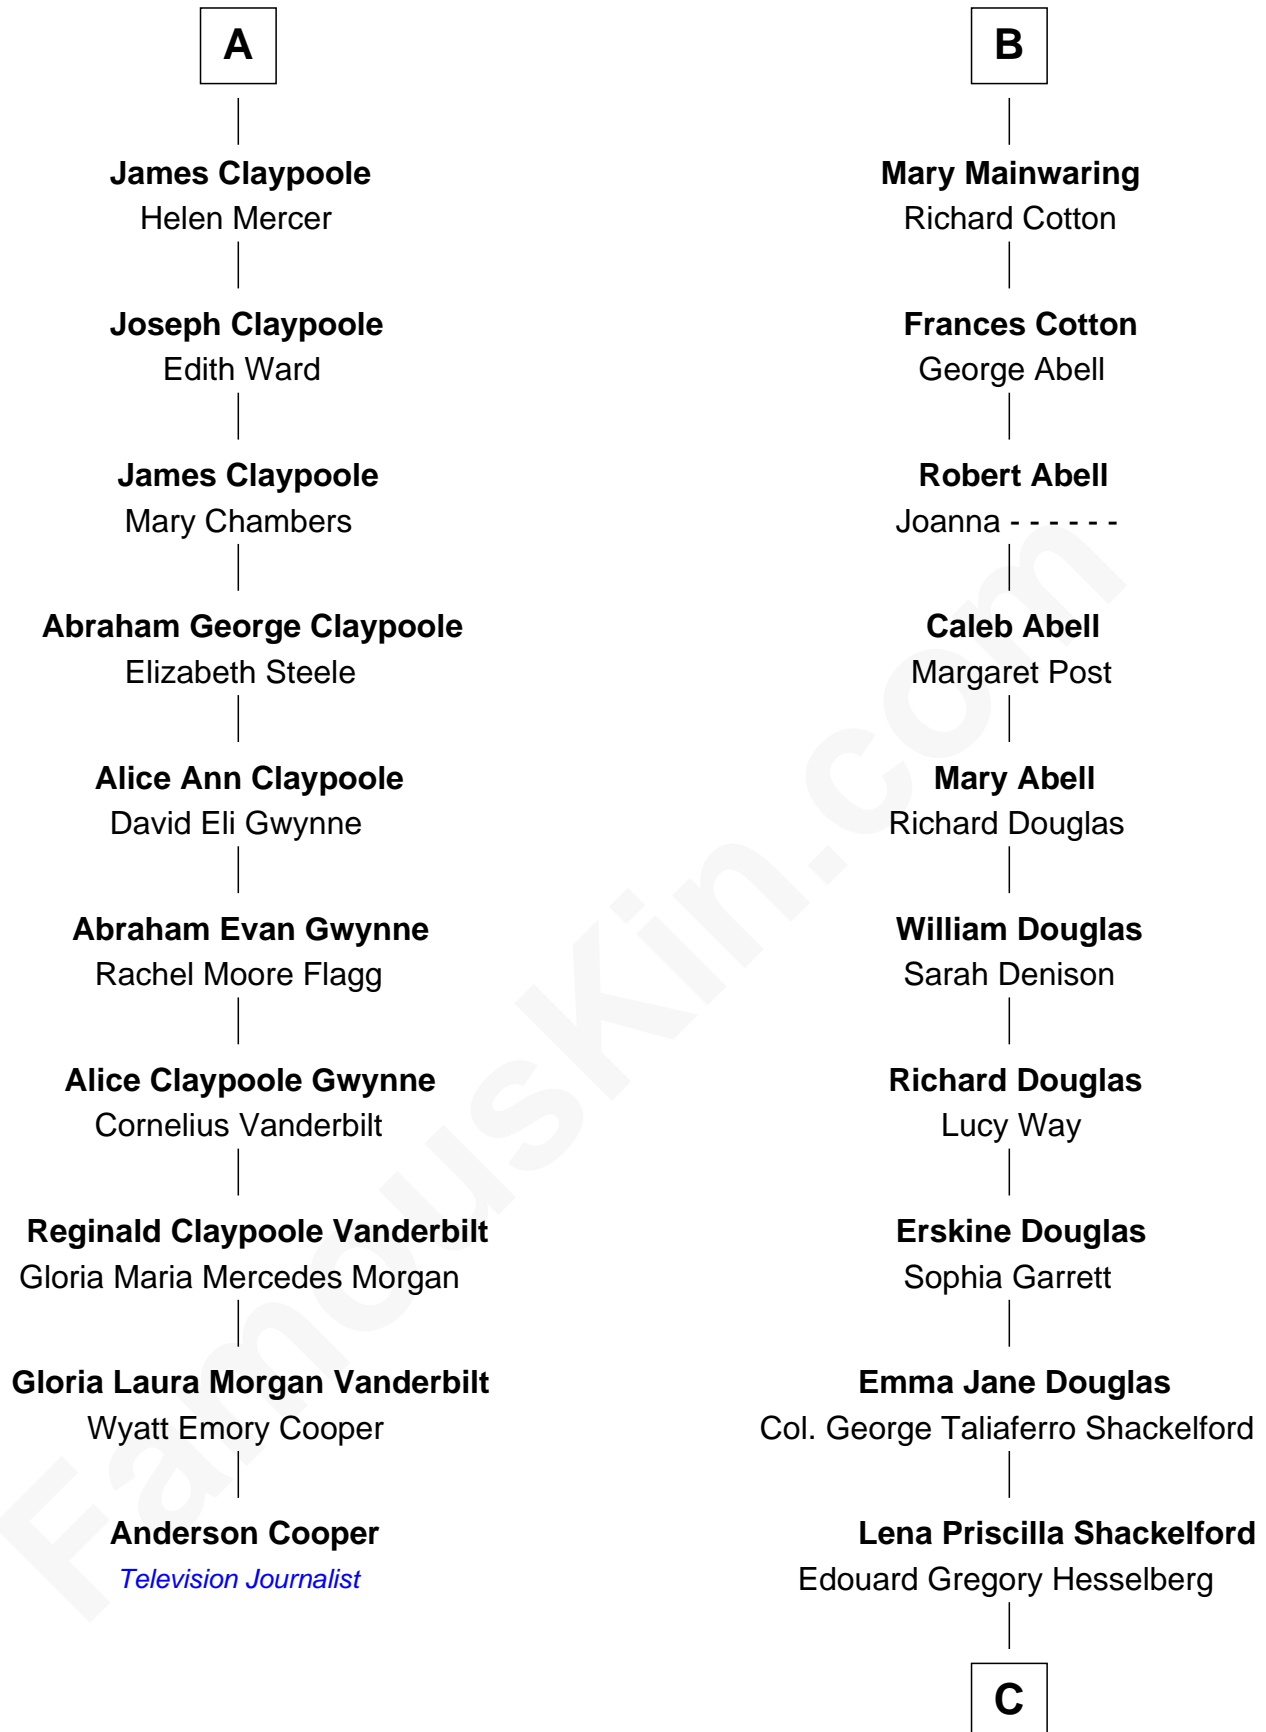 A
James Claypoole
Helen Mercer
Joseph Claypoole
Edith Ward
James Claypoole
Mary Chambers
Abraham George Claypoole
Elizabeth Steele
Alice Ann Claypoole
David Eli Gwynne
Abraham Evan Gwynne
Rachel Moore Flagg
Alice Claypoole Gwynne
Cornelius Vanderbilt
Reginald Claypoole Vanderbilt
Gloria Maria Mercedes Morgan
Gloria Laura Morgan Vanderbilt
Wyatt Emory Cooper
Anderson Cooper
Television Journalist
B
Mary Mainwaring
Richard Cotton
Frances Cotton
George Abell
Robert Abell
Joanna - - - - - -
Caleb Abell
Margaret Post
Mary Abell
Richard Douglas
William Douglas
Sarah Denison
Richard Douglas
Lucy Way
Erskine Douglas
Sophia Garrett
Emma Jane Douglas
Col. George Taliaferro Shackelford
Lena Priscilla Shackelford
Edouard Gregory Hesselberg
C
FamousKin.com